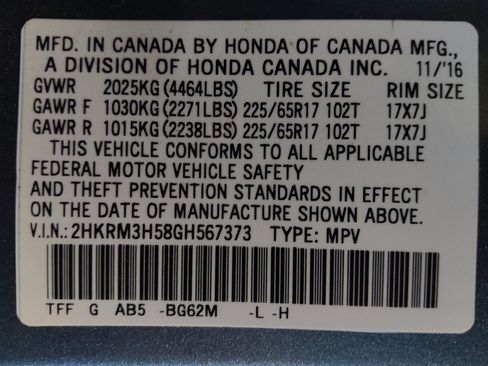 MFD. IN CANADA BY HONDA OF CANADA MFG.,
A DIVISION OF HONDA CANADA INC. 11/'16
GVWR 2025KG (4464LBS) TIRE SIZE RIM SIZE
GAWR F 1030KG (2271LBS) 225/65R17 102T 17X7J
GAWR R 1015KG (2238LBS) 225/65R17 102T 17X7J
THIS VEHICLE CONFORMS TO ALL APPLICABLE
FEDERAL MOTOR VEHICLE SAFETY
AND THEFT PREVENTION STANDARDS IN EFFECT
ON THE DATE OF MANUFACTURE SHOWN ABOVE.
V.I.N.: 2HKRM3H58GH567373 TYPE: MPV
TFF G AB5 -BG62M -L -H